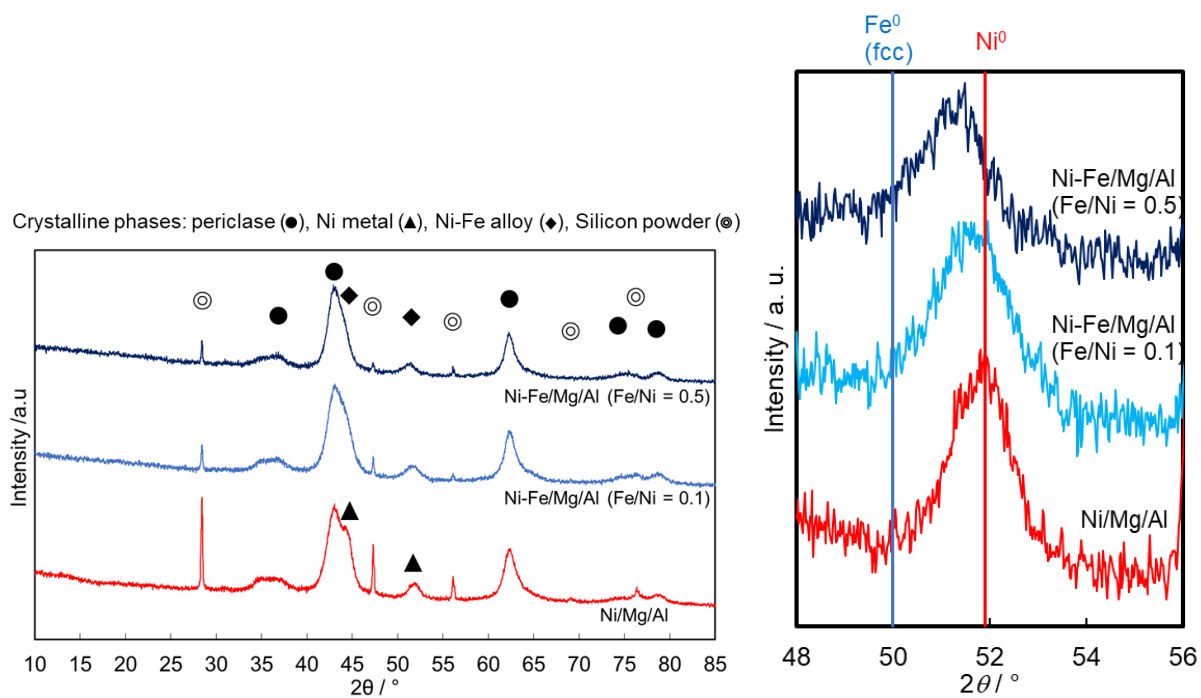 Crystalline phases: periclase (●), Ni metal (▲), Ni-Fe alloy (◆), Silicon powder (◎)
Intensity /a.u
Ni-Fe/Mg/Al (Fe/Ni = 0.5)
Ni-Fe/Mg/Al (Fe/Ni = 0.1)
Ni/Mg/Al
10 15 20 25 30 35 40 45 50 55 60 65 70 75 80 85
2θ / °
Fe⁰
(fcc)
Ni⁰
Intensity / a. u.
Ni-Fe/Mg/Al
(Fe/Ni = 0.5)
Ni-Fe/Mg/Al
(Fe/Ni = 0.1)
Ni/Mg/Al
48 50 52 54 56
2θ / °